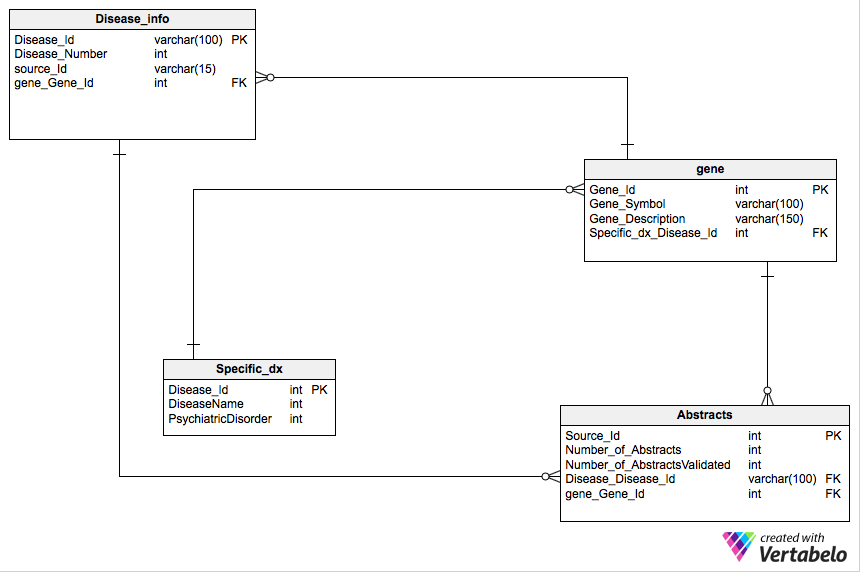 Disease_info
Disease_Id varchar(100) PK
Disease_Number int
source_Id varchar(15)
gene_Gene_Id int FK
gene
Gene_Id int PK
Gene_Symbol varchar(100)
Gene_Description varchar(150)
Specific_dx_Disease_Id int FK
Specific_dx
Disease_Id int PK
DiseaseName int
PsychiatricDisorder int
Abstracts
Source_Id int PK
Number_of_Abstracts int
Number_of_AbstractsValidated int
Disease_Disease_Id varchar(100) FK
gene_Gene_Id int FK
created with
Vertabelo